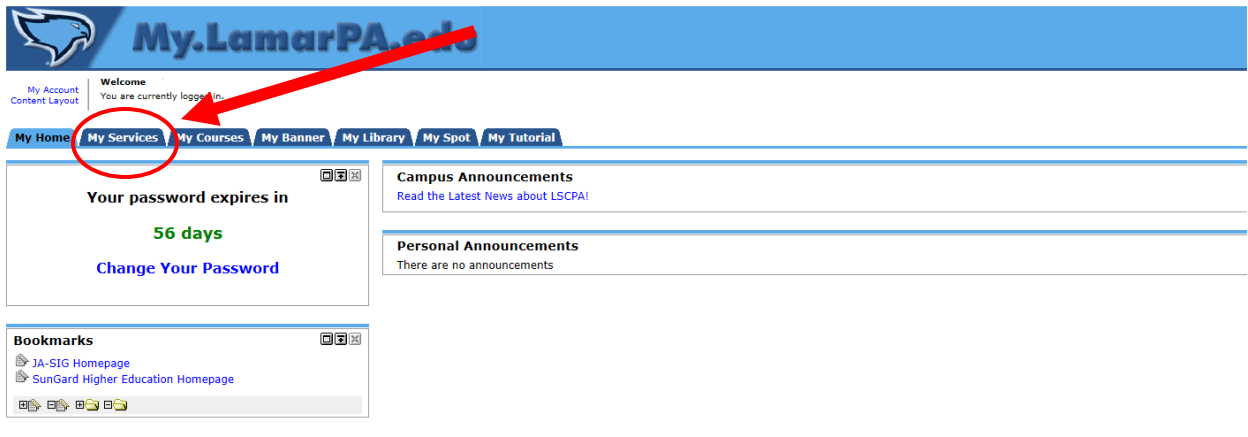 My.LamarPA.edu
My Account
Content Layout
Welcome
You are currently logged in.
My Home
My Services
My Courses
My Banner
My Library
My Spot
My Tutorial
Your password expires in
56 days
Change Your Password
Bookmarks
JA-SIG Homepage
SunGard Higher Education Homepage
Campus Announcements
Read the Latest News about LSCPA!
Personal Announcements
There are no announcements